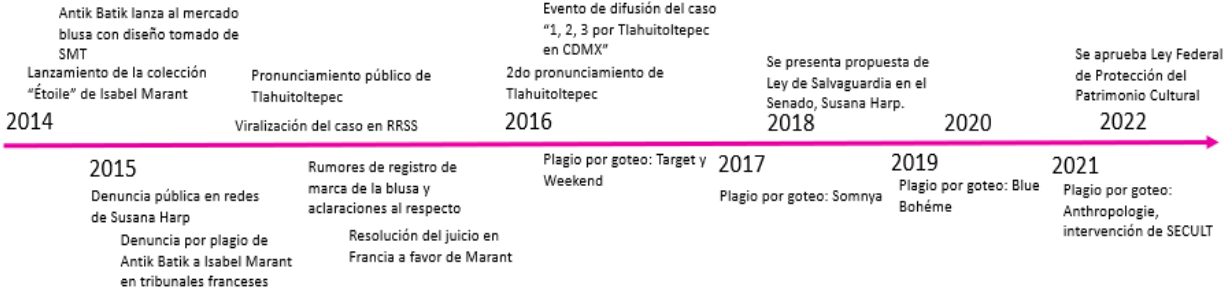 Antik Batik lanza al mercado
blusa con diseño tomado de
SMT
Lanzamiento de la colección
“Étoile” de Isabel Marant
2014
Pronunciamiento público de
Tlahuitoltepec
Viralización del caso en RRSS
Evento de difusión del caso
“1, 2, 3 por Tlahuitoltepec
en CDMX”
2do pronunciamiento de
Tlahuitoltepec
2016
Se presenta propuesta de
Ley de Salvaguardia en el
Senado, Susana Harp.
2018
2020
Se aprueba Ley Federal
de Protección del
Patrimonio Cultural
2022
2015
Denuncia pública en redes
de Susana Harp
Denuncia por plagio de
Antik Batik a Isabel Marant
en tribunales franceses
Rumores de registro de
marca de la blusa y
aclaraciones al respecto
Resolución del juicio en
Francia a favor de Marant
Plagio por goteo: Target y
Weekend
2017
Plagio por goteo: Somnya
2019
Plagio por goteo: Blue
Bohéme
2021
Plagio por goteo:
Anthropologie,
intervención de SECULT